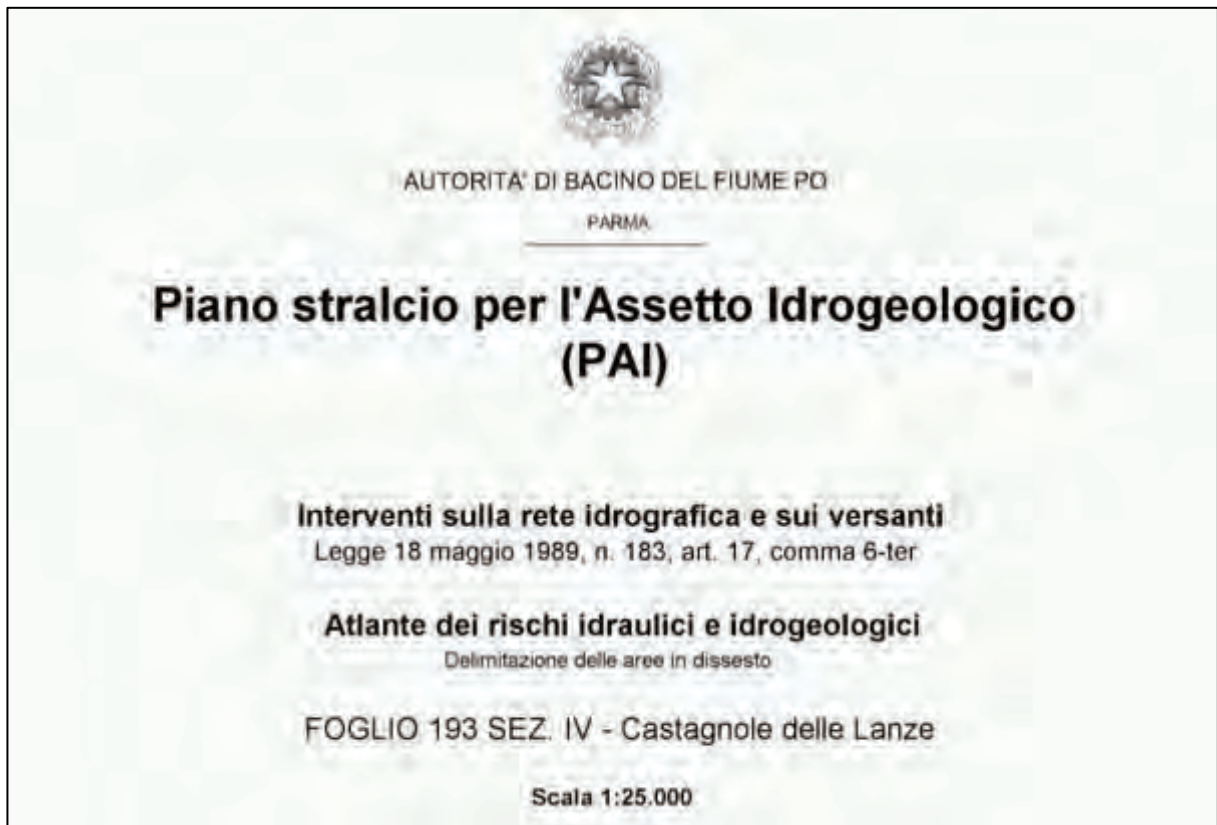 AUTORITA' DI BACINO DEL FIUME PO
PARMA
Piano stralcio per l'Assetto Idrogeologico
(PAI)
Interventi sulla rete idrografica e sui versanti
Legge 18 maggio 1989, n. 183, art. 17, comma 6-ter
Atlante dei rischi idraulici e idrogeologici
Delimitazione delle aree in dissesto
FOGLIO 193 SEZ. IV - Castagnole delle Lanze
Scala 1:25.000